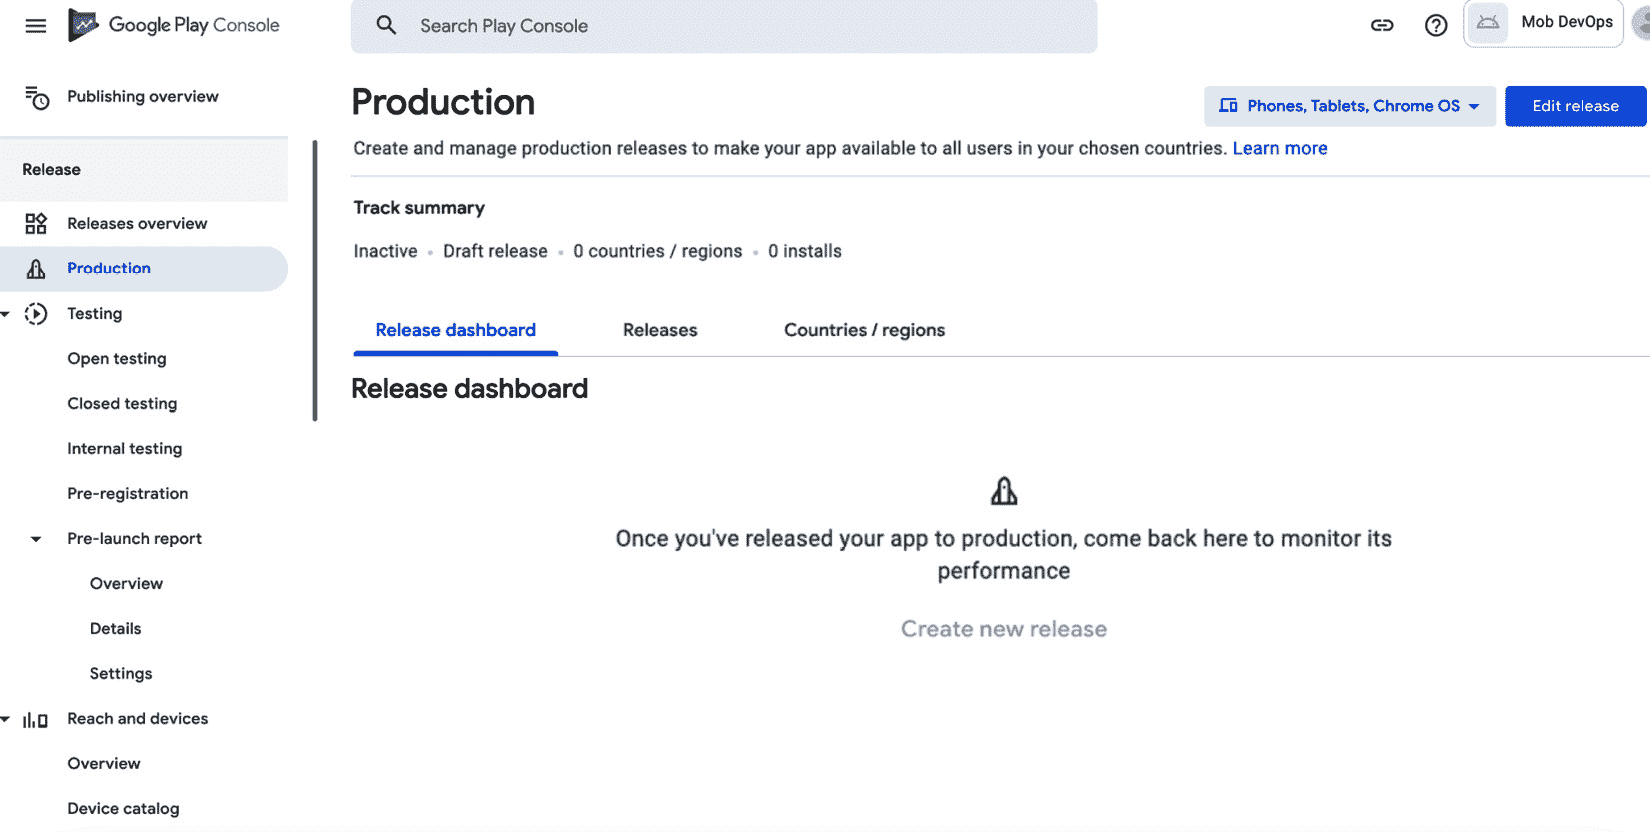 Google Play Console
Search Play Console
Mob DevOps
Publishing overview
Release
Releases overview
Production
Testing
Open testing
Closed testing
Internal testing
Pre-registration
Pre-launch report
Overview
Details
Settings
Reach and devices
Overview
Device catalog
Production
Phones, Tablets, Chrome OS
Edit release
Create and manage production releases to make your app available to all users in your chosen countries. Learn more
Track summary
Inactive • Draft release • 0 countries / regions • 0 installs
Release dashboard
Releases
Countries / regions
Release dashboard
Once you've released your app to production, come back here to monitor its
performance
Create new release